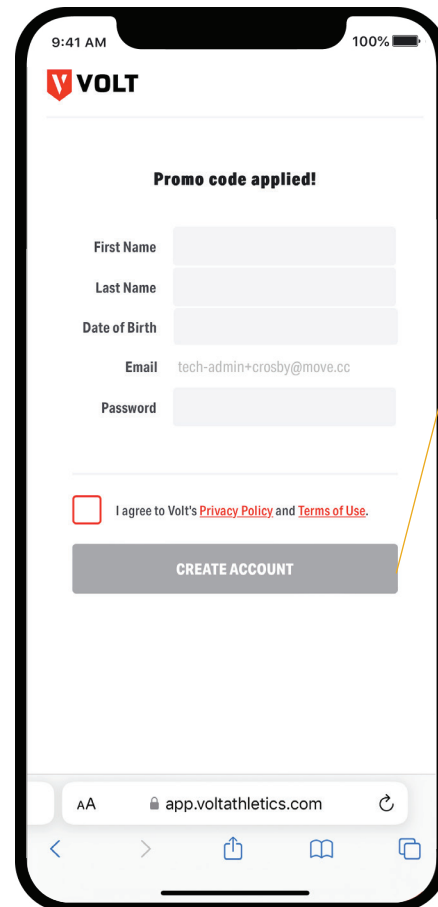 9:41 AM 100%
VOLT
Promo code applied!
First Name
Last Name
Date of Birth
Email tech-admin+crosby@move.cc
Password
I agree to Volt's Privacy Policy and Terms of Use.
CREATE ACCOUNT
AA app.voltathletics.com